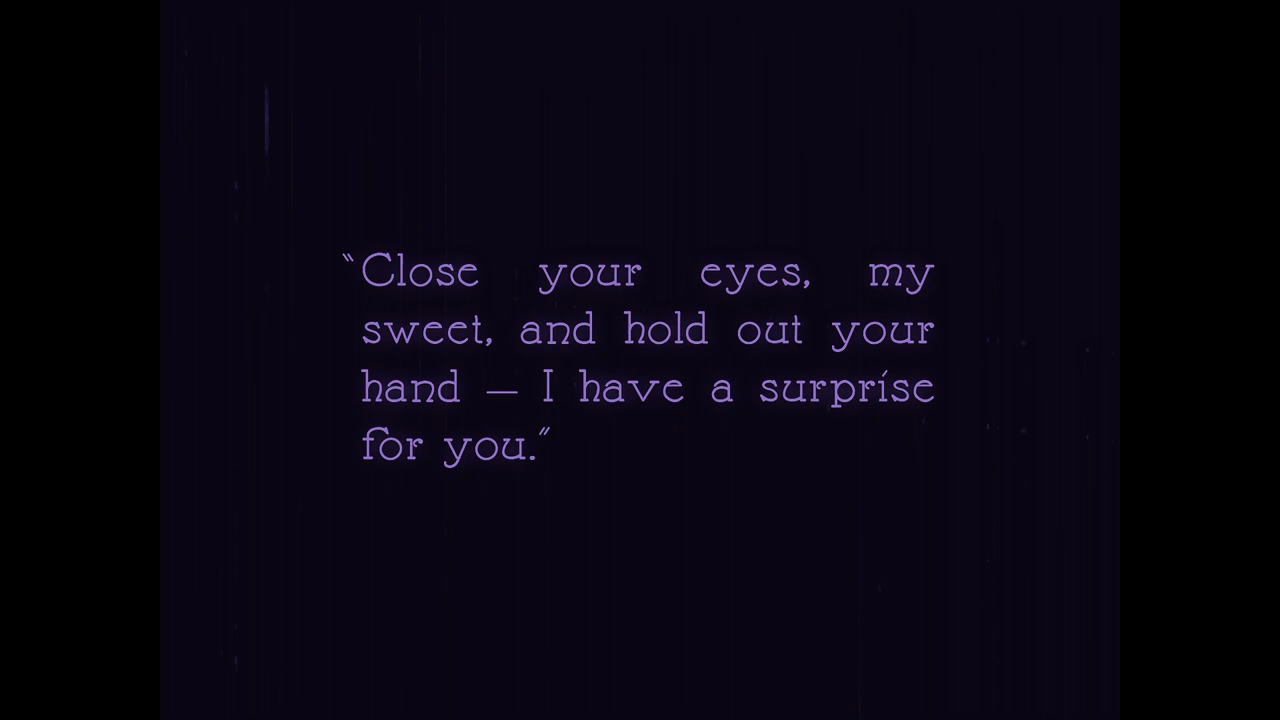 “Close your eyes, my
sweet, and hold out your
hand — I have a surprise
for you.”